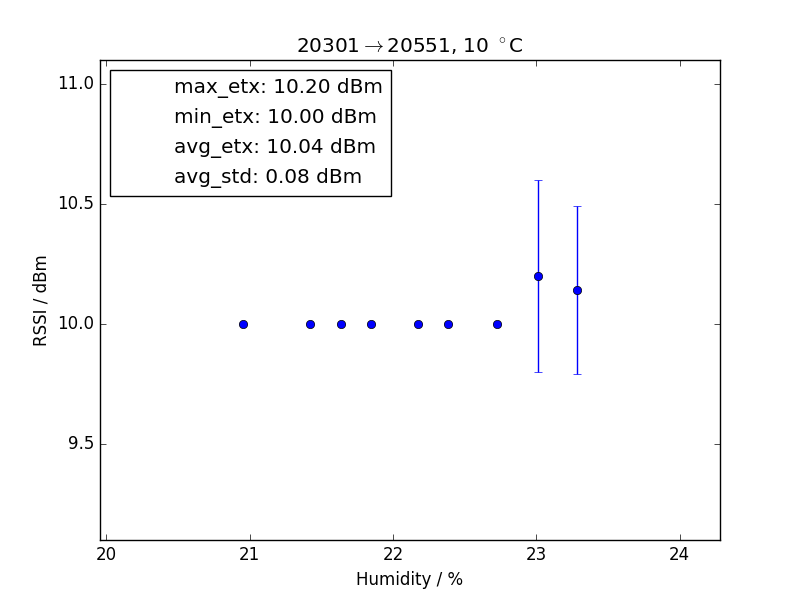 20301→20551, 10 °C
max_etx: 10.20 dBm
min_etx: 10.00 dBm
avg_etx: 10.04 dBm
avg_std: 0.08 dBm
11.0
10.5
10.0
9.5
RSSI / dBm
20 21 22 23 24
Humidity / %